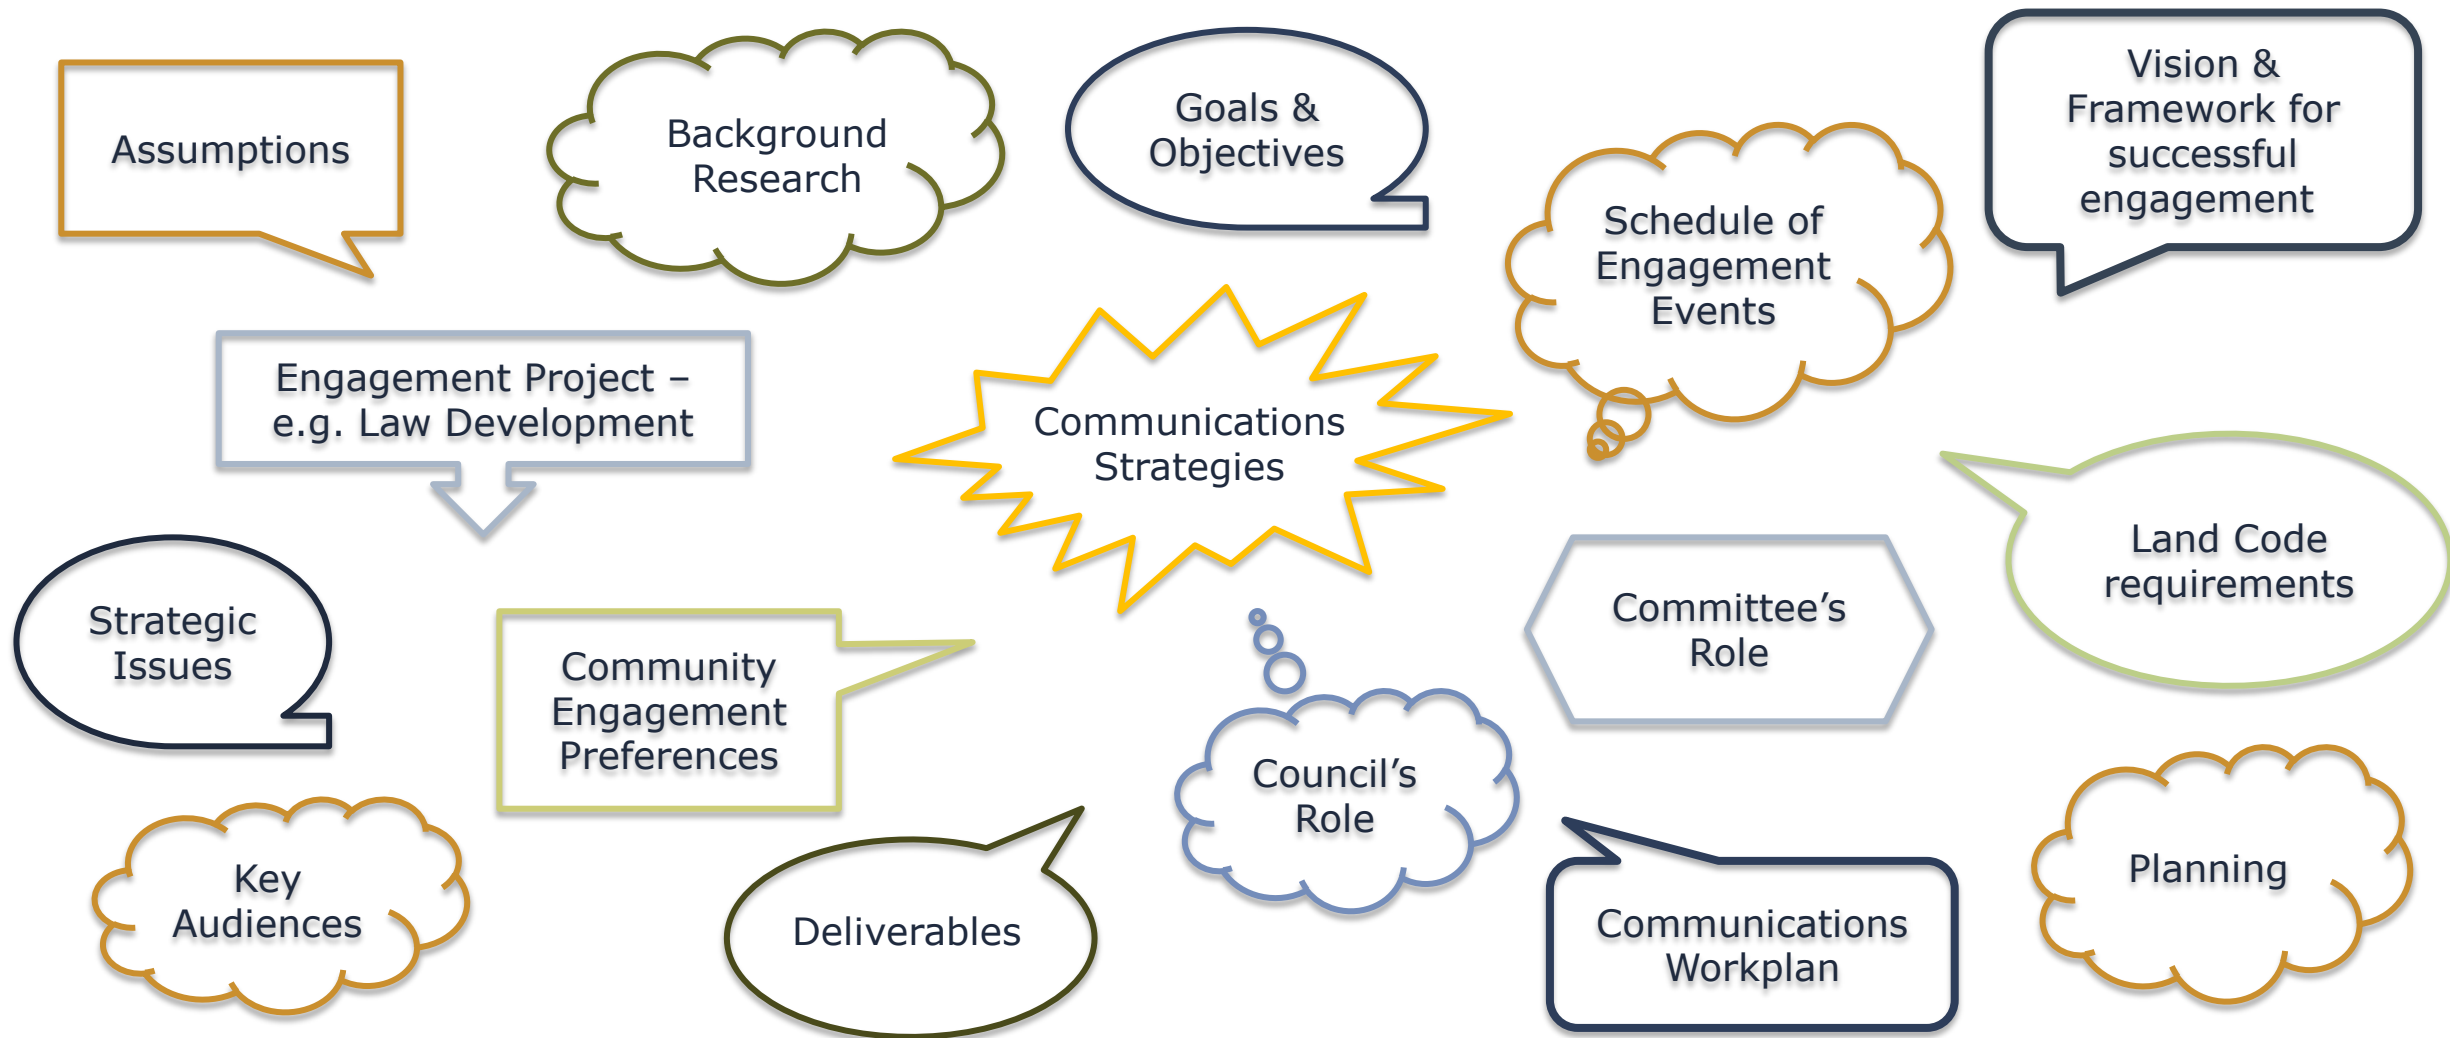 Assumptions
Background
Research
Goals &
Objectives
Vision &
Framework for
successful
engagement
Schedule of
Engagement
Events
Engagement Project –
e.g. Law Development
Communications
Strategies
Land Code
requirements
Strategic
Issues
Community
Engagement
Preferences
Committee’s
Role
Council’s
Role
Key
Audiences
Deliverables
Communications
Workplan
Planning